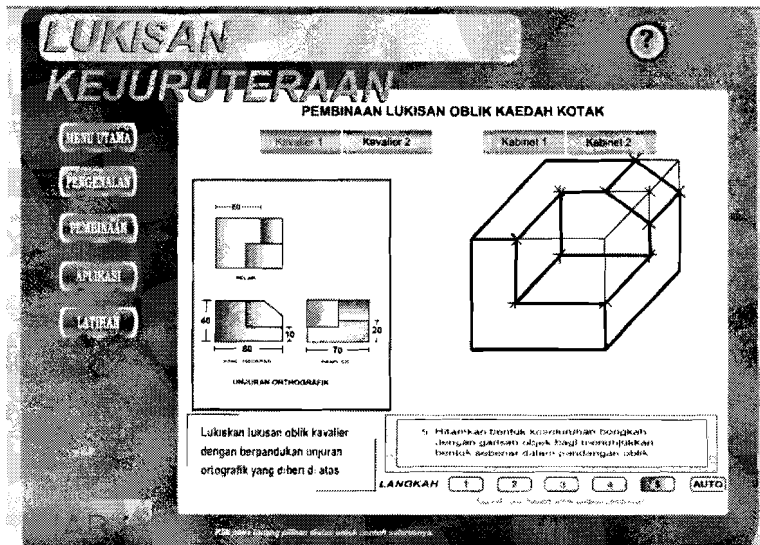 LUKISAN
KEJURUTERAAN
?
PEMBINAAN LUKISAN OBLIK KAEDAH KOTAK
Kavalier 1
Kavalier 2
Kabinet 1
Kabinet 2
MENU UTAMA
PENGENALAN
PEMBINAAN
APLIKASI
LATIHAN
60
40
10
80
70
20
UNJURAN ORTHOGRAFIK
Lukiskan lukisan oblik kavalier
dengan berpandukan unjuran
ortografik yang diberi di atas
5. Hitamkan bentuk keseluruhan bongkah
dengan garisan objek bagi menunjukkan
bentuk sebenar dalam pandangan oblik
LANGKAH 1 2 3 4 5 AUTO